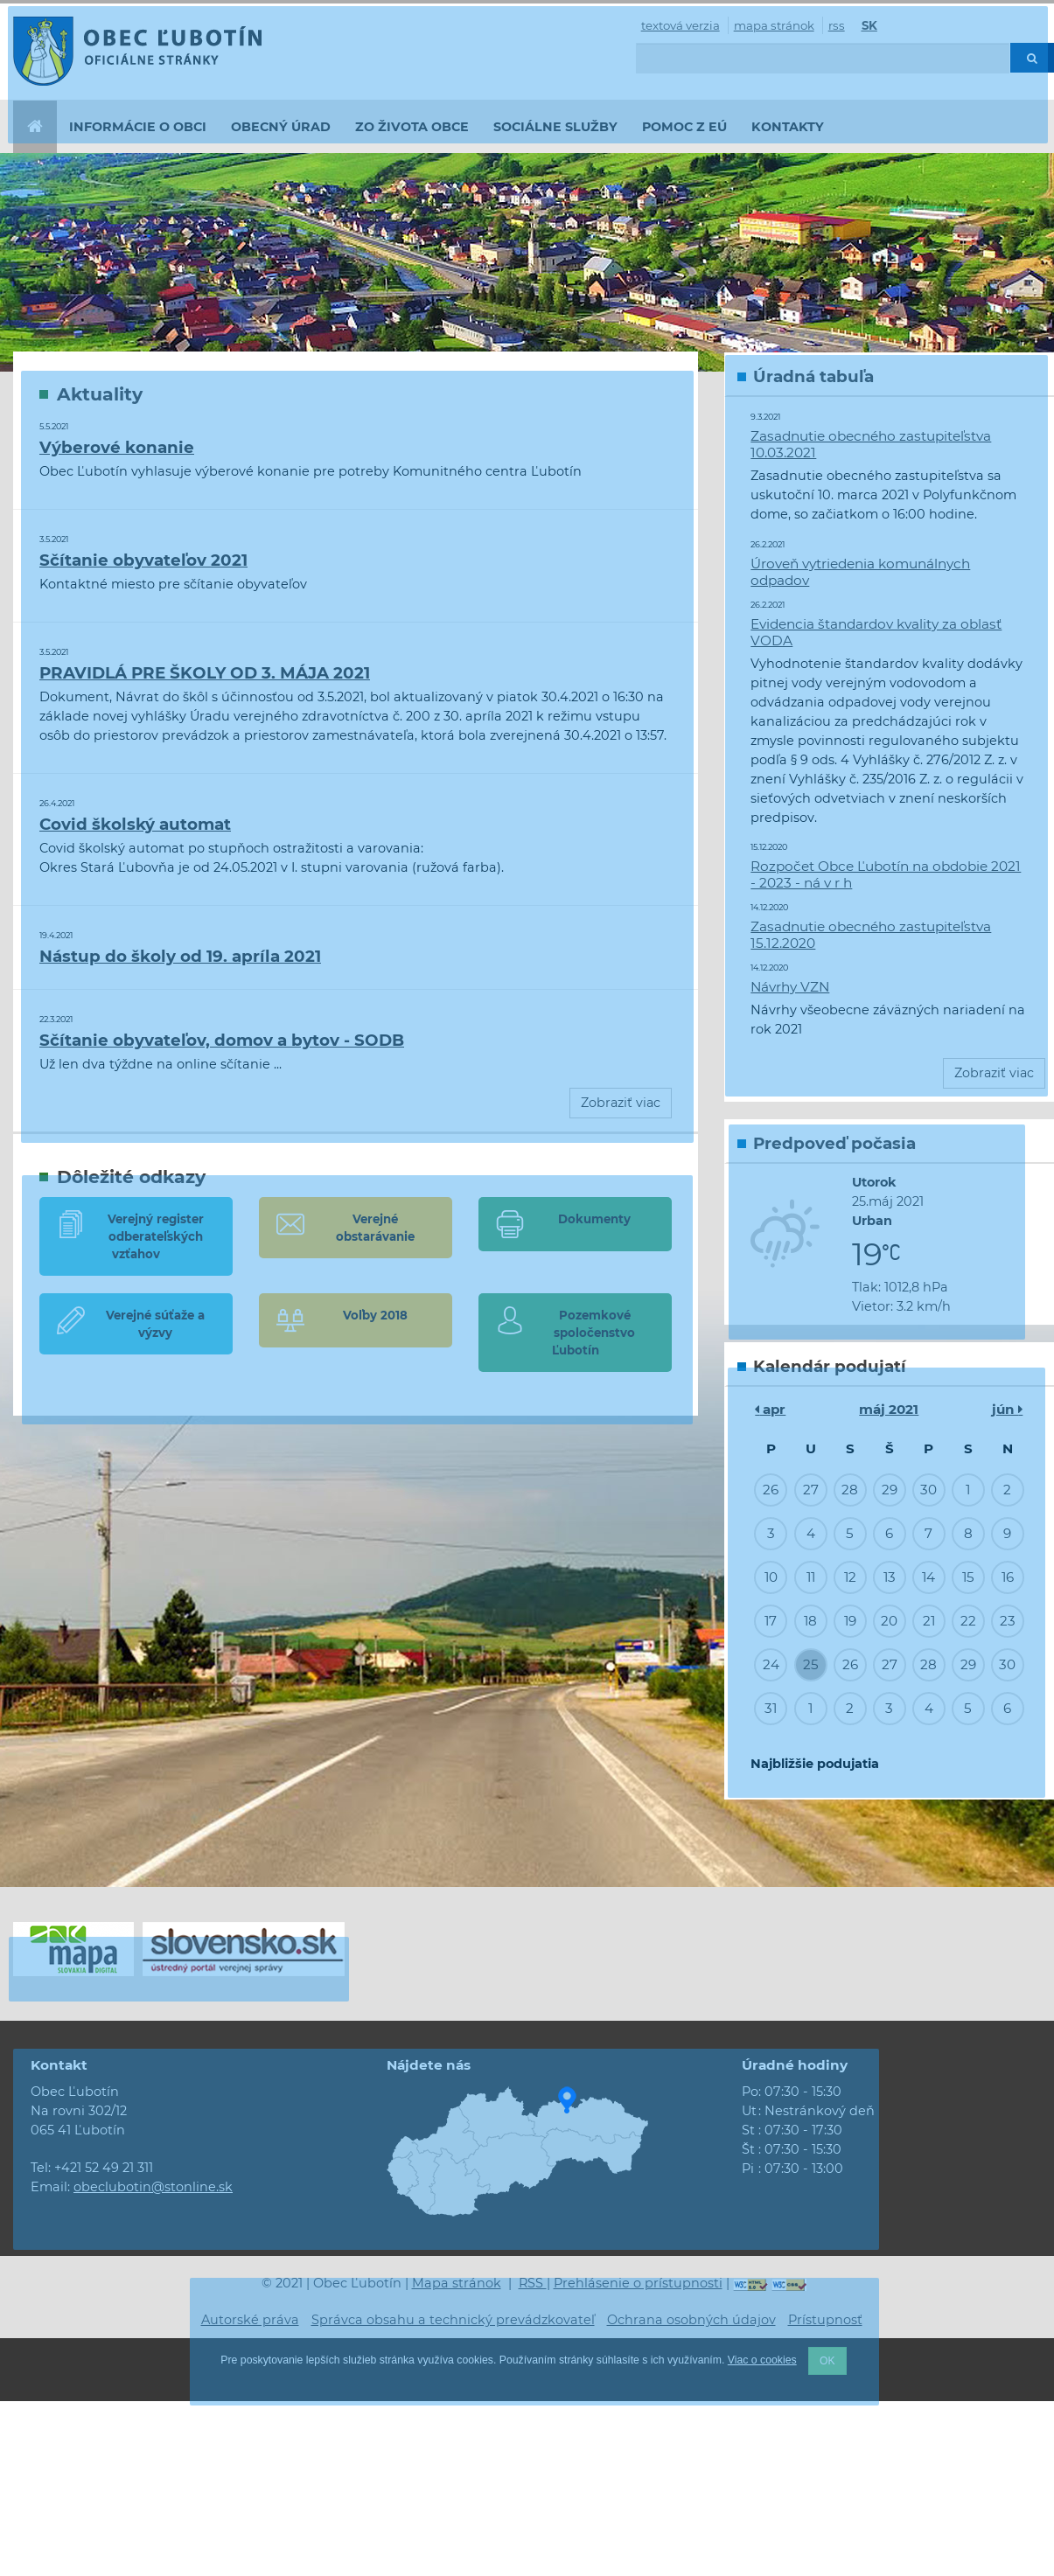 OBEC ĽUBOTÍN
OFICIÁLNE STRÁNKY
textová verzia
mapa stránok
rss
SK
INFORMÁCIE O OBCI
OBECNÝ ÚRAD
ZO ŽIVOTA OBCE
SOCIÁLNE SLUŽBY
POMOC Z EÚ
KONTAKTY
Aktuality
5.5.2021
Výberové konanie
Obec Ľubotín vyhlasuje výberové konanie pre potreby Komunitného centra Ľubotín
3.5.2021
Sčítanie obyvateľov 2021
Kontaktné miesto pre sčítanie obyvateľov
3.5.2021
PRAVIDLÁ PRE ŠKOLY OD 3. MÁJA 2021
Dokument, Návrat do škôl s účinnosťou od 3.5.2021, bol aktualizovaný v piatok 30.4.2021 o 16:30 na
základe novej vyhlášky Úradu verejného zdravotníctva č. 200 z 30. apríla 2021 k režimu vstupu
osôb do priestorov prevádzok a priestorov zamestnávateľa, ktorá bola zverejnená 30.4.2021 o 13:57.
26.4.2021
Covid školský automat
Covid školský automat po stupňoch ostražitosti a varovania:
Okres Stará Ľubovňa je od 24.05.2021 v I. stupni varovania (ružová farba).
19.4.2021
Nástup do školy od 19. apríla 2021
22.3.2021
Sčítanie obyvateľov, domov a bytov - SODB
Už len dva týždne na online sčítanie ...
Zobraziť viac
Dôležité odkazy
Verejný register
odberateľských
vzťahov
Verejné
obstarávanie
Dokumenty
Verejné súťaže a
výzvy
Voľby 2018
Pozemkové
spoločenstvo
Ľubotín
Úradná tabuľa
9.3.2021
Zasadnutie obecného zastupiteľstva
10.03.2021
Zasadnutie obecného zastupiteľstva sa
uskutoční 10. marca 2021 v Polyfunkčnom
dome, so začiatkom o 16:00 hodine.
26.2.2021
Úroveň vytriedenia komunálnych
odpadov
26.2.2021
Evidencia štandardov kvality za oblasť
VODA
Vyhodnotenie štandardov kvality dodávky
pitnej vody verejným vodovodom a
odvádzania odpadovej vody verejnou
kanalizáciou za predchádzajúci rok v
zmysle povinnosti regulovaného subjektu
podľa § 9 ods. 4 Vyhlášky č. 276/2012 Z. z. v
znení Vyhlášky č. 235/2016 Z. z. o regulácii v
sieťových odvetviach v znení neskorších
predpisov.
15.12.2020
Rozpočet Obce Ľubotín na obdobie 2021
- 2023 - ná v r h
14.12.2020
Zasadnutie obecného zastupiteľstva
15.12.2020
14.12.2020
Návrhy VZN
Návrhy všeobecne záväzných nariadení na
rok 2021
Zobraziť viac
Predpoveď počasia
Utorok
25.máj 2021
Urban
19°C
Tlak: 1012,8 hPa
Vietor: 3.2 km/h
Kalendár podujatí
apr máj 2021 jún
P U S Š P S N
26 27 28 29 30 1 2
3 4 5 6 7 8 9
10 11 12 13 14 15 16
17 18 19 20 21 22 23
24 25 26 27 28 29 30
31 1 2 3 4 5 6
Najbližšie podujatia
mapa
SLOVAKIA DIGITAL
slovensko.sk
ústredný portál verejnej správy
Kontakt
Obec Ľubotín
Na rovni 302/12
065 41 Ľubotín
Tel: +421 52 49 21 311
Email: obeclubotin@stonline.sk
Nájdete nás
Úradné hodiny
Po: 07:30 - 15:30
Ut : Nestránkový deň
St : 07:30 - 17:30
Št : 07:30 - 15:30
Pi : 07:30 - 13:00
© 2021 | Obec Ľubotín | Mapa stránok | RSS | Prehlásenie o prístupnosti |
Autorské práva Správca obsahu a technický prevádzkovateľ Ochrana osobných údajov Prístupnosť
Pre poskytovanie lepších služieb stránka využíva cookies. Používaním stránky súhlasíte s ich využívaním. Viac o cookies OK